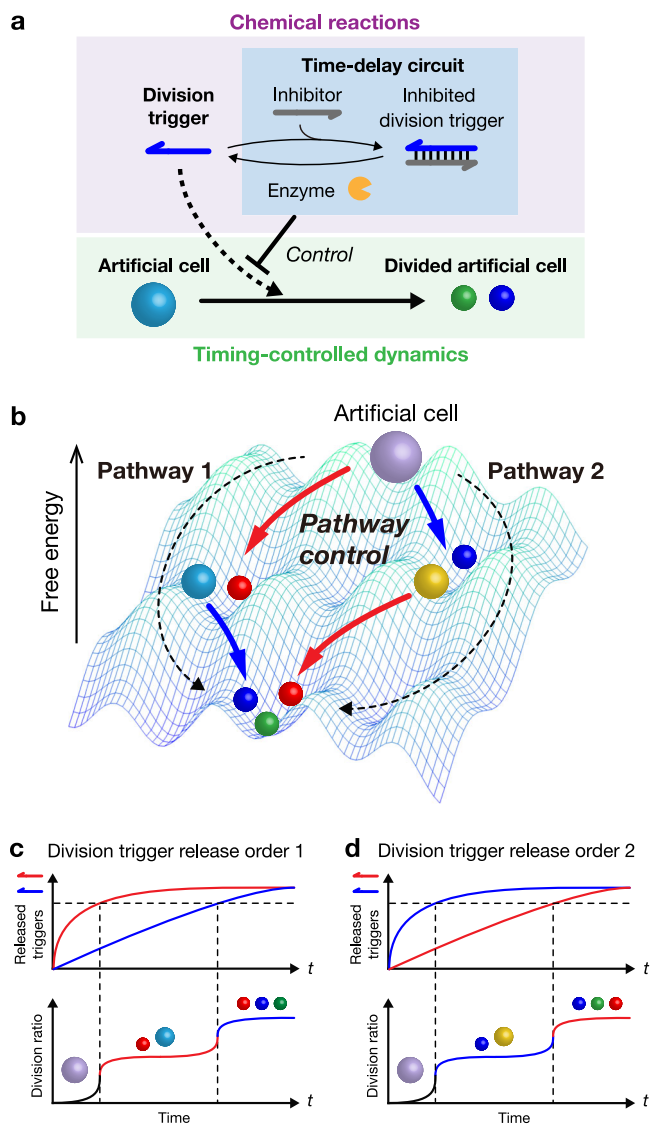 a
Chemical reactions
Time-delay circuit
Division
trigger
Inhibitor
Inhibited
division trigger
Enzyme
Control
Artificial cell
Divided artificial cell
Timing-controlled dynamics
b
Artificial cell
Free energy
Pathway 1
Pathway 2
Pathway
control
c
Division trigger release order 1
Released
triggers
t
Division ratio
t
Time
d
Division trigger release order 2
Released
triggers
t
Division ratio
t
Time